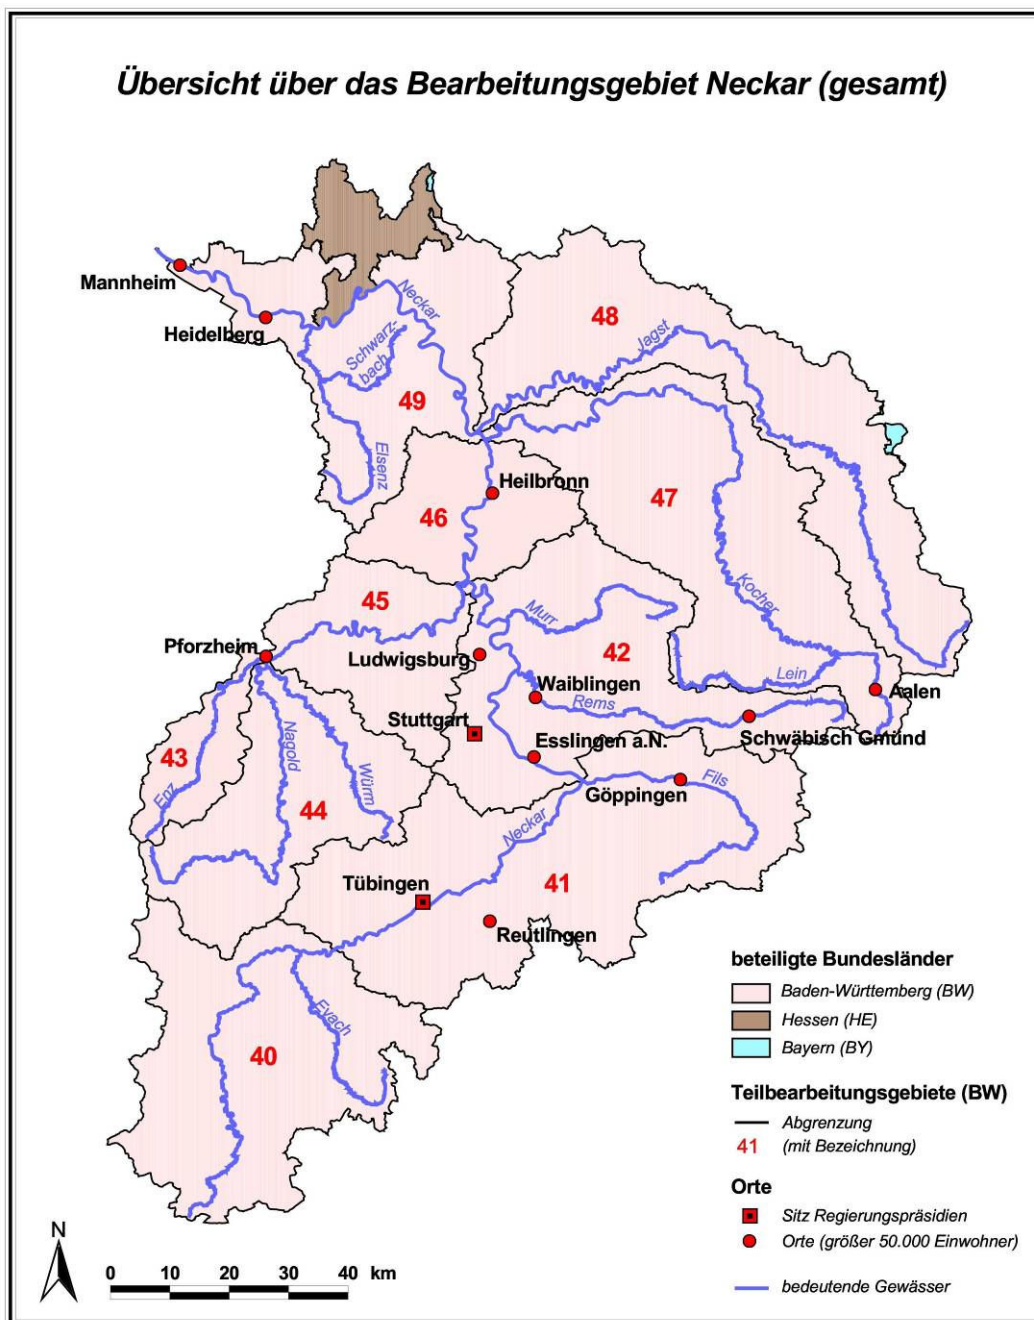 Übersicht über das Bearbeitungsgebiet Neckar (gesamt)
Mannheim
Heidelberg
Neckar
Schwarz-
bach
48
Jagst
49
Elsenz
Heilbronn
46
47
45
Kocher
Murr
Pforzheim
Ludwigsburg
42
Waiblingen
Lein
Aalen
Rems
Stuttgart
Schwäbisch Gmünd
Esslingen a.N.
43
Nagold
Würm
Enz
44
Göppingen
Fils
Neckar
Tübingen
41
Reutlingen
Eyach
40
beteiligte Bundesländer
Baden-Württemberg (BW)
Hessen (HE)
Bayern (BY)
Teilbearbeitungsgebiete (BW)
Abgrenzung
41 (mit Bezeichnung)
Orte
Sitz Regierungspräsidien
Orte (größer 50.000 Einwohner)
bedeutende Gewässer
N
0 10 20 30 40 km